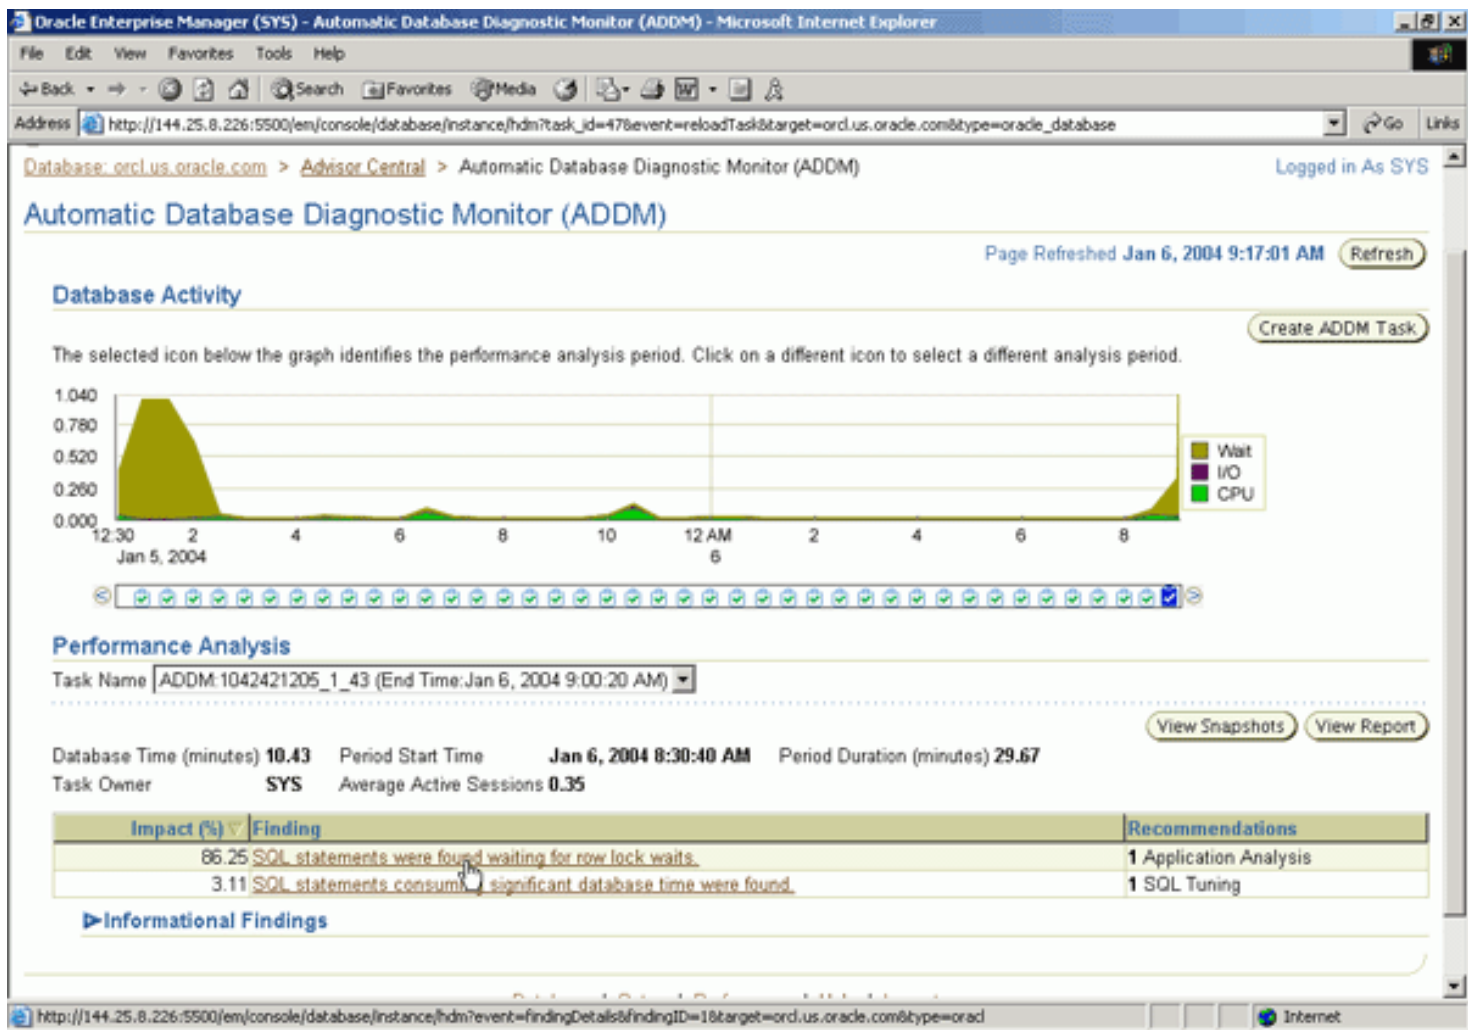 Oracle Enterprise Manager (SYS) - Automatic Database Diagnostic Monitor (ADDM) - Microsoft Internet Explorer
File Edit View Favorites Tools Help
Back Search Favorites Media
Address http://144.25.8.226:5500/em/console/database/instance/hdm?task_id=47&event=reloadTask&target=orcl.us.oracle.com&type=oracle_database Go Links
Database: orcl.us.oracle.com > Advisor Central > Automatic Database Diagnostic Monitor (ADDM) Logged in As SYS
Automatic Database Diagnostic Monitor (ADDM)
Page Refreshed Jan 6, 2004 9:17:01 AM Refresh
Database Activity
Create ADDM Task
The selected icon below the graph identifies the performance analysis period. Click on a different icon to select a different analysis period.
1.040
0.780
0.520
0.260
0.000
Wait
I/O
CPU
12:30 2 4 6 8 10 12 AM 2 4 6 8
Jan 5, 2004 6
Performance Analysis
Task Name ADDM:1042421205_1_43 (End Time:Jan 6, 2004 9:00:20 AM)
View Snapshots View Report
Database Time (minutes) 10.43 Period Start Time Jan 6, 2004 8:30:40 AM Period Duration (minutes) 29.67
Task Owner SYS Average Active Sessions 0.35
Impact (%) Finding Recommendations
86.25 SQL statements were found waiting for row lock waits. 1 Application Analysis
3.11 SQL statements consuming significant database time were found. 1 SQL Tuning
Informational Findings
http://144.25.8.226:5500/em/console/database/instance/hdm?event=findingDetails&findingID=1&target=orcl.us.oracle.com&type=oracl Internet